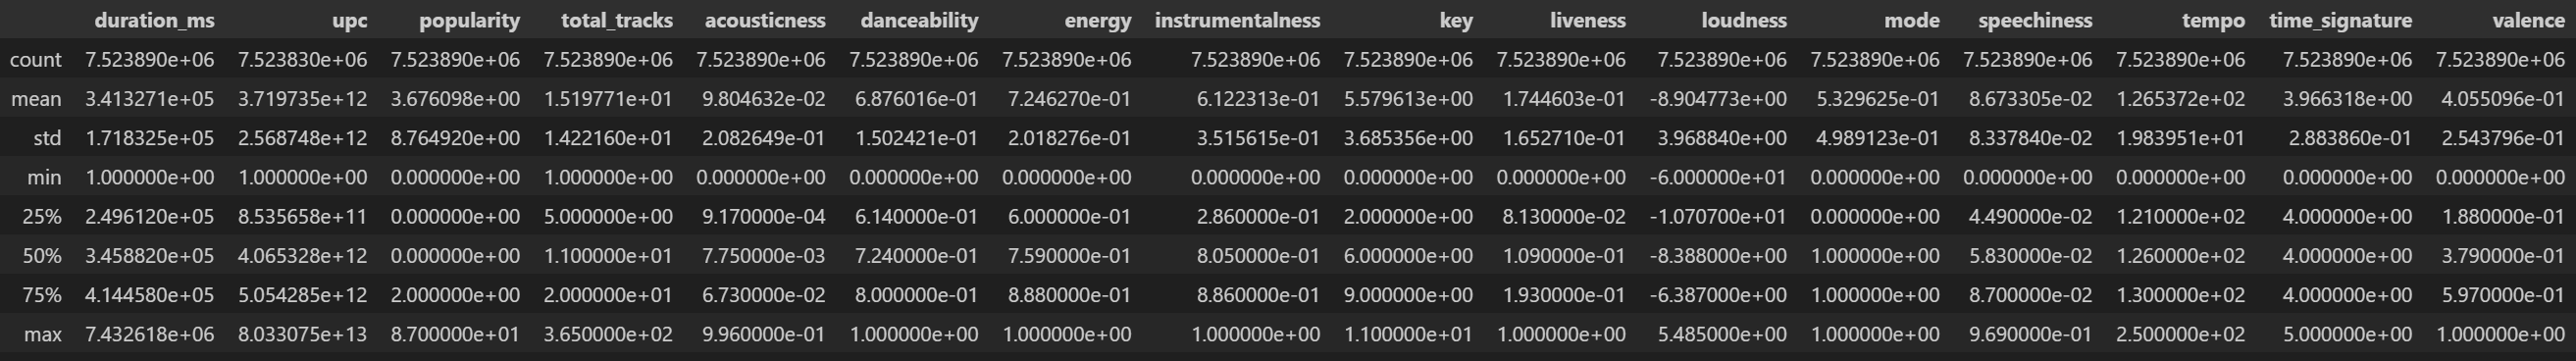 duration_ms upc popularity total_tracks acousticness danceability energy instrumentalness key liveness loudness mode speechiness tempo time_signature valence
count 7.523890e+06 7.523830e+06 7.523890e+06 7.523890e+06 7.523890e+06 7.523890e+06 7.523890e+06 7.523890e+06 7.523890e+06 7.523890e+06 7.523890e+06 7.523890e+06 7.523890e+06 7.523890e+06 7.523890e+06 7.523890e+06
mean 3.413271e+05 3.719735e+12 3.676098e+00 1.519771e+01 9.804632e-02 6.876016e-01 7.246270e-01 6.122313e-01 5.579613e+00 1.744603e-01 -8.904773e+00 5.329625e-01 8.673305e-02 1.265372e+02 3.966318e+00 4.055096e-01
std 1.718325e+05 2.568748e+12 8.764920e+00 1.422160e+01 2.082649e-01 1.502421e-01 2.018276e-01 3.515615e-01 3.685356e+00 1.652710e-01 3.968840e+00 4.989123e-01 8.337840e-02 1.983951e+01 2.883860e-01 2.543796e-01
min 1.000000e+00 1.000000e+00 0.000000e+00 1.000000e+00 0.000000e+00 0.000000e+00 0.000000e+00 0.000000e+00 0.000000e+00 0.000000e+00 -6.000000e+01 0.000000e+00 0.000000e+00 0.000000e+00 0.000000e+00 0.000000e+00
25% 2.496120e+05 8.535658e+11 0.000000e+00 5.000000e+00 9.170000e-04 6.140000e-01 6.000000e-01 2.860000e-01 2.000000e+00 8.130000e-02 -1.070700e+01 0.000000e+00 4.490000e-02 1.210000e+02 4.000000e+00 1.880000e-01
50% 3.458820e+05 4.065328e+12 0.000000e+00 1.100000e+01 7.750000e-03 7.240000e-01 7.590000e-01 8.050000e-01 6.000000e+00 1.090000e-01 -8.388000e+00 1.000000e+00 5.830000e-02 1.260000e+02 4.000000e+00 3.790000e-01
75% 4.144580e+05 5.054285e+12 2.000000e+00 2.000000e+01 6.730000e-02 8.000000e-01 8.880000e-01 8.860000e-01 9.000000e+00 1.930000e-01 -6.387000e+00 1.000000e+00 8.700000e-02 1.300000e+02 4.000000e+00 5.970000e-01
max 7.432618e+06 8.033075e+13 8.700000e+01 3.650000e+02 9.960000e-01 1.000000e+00 1.000000e+00 1.000000e+00 1.100000e+01 1.000000e+00 5.485000e+00 1.000000e+00 9.690000e-01 2.500000e+02 5.000000e+00 1.000000e+00